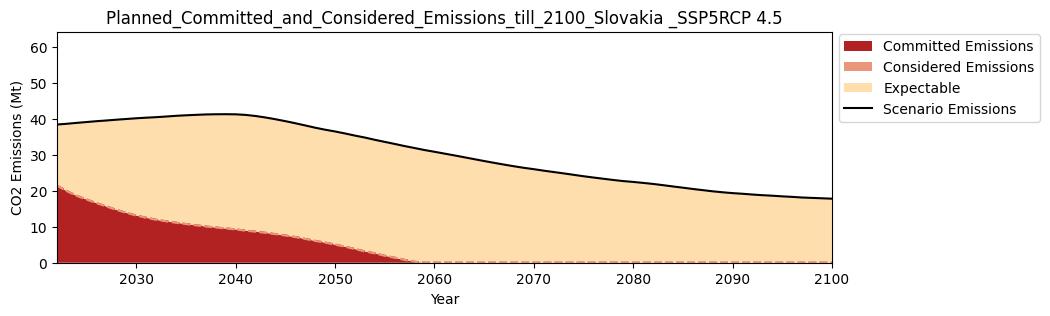 Planned_Committed_and_Considered_Emissions_till_2100_Slovakia _SSP5RCP 4.5
Committed Emissions
Considered Emissions
Expectable
Scenario Emissions
CO2 Emissions (Mt)
60
50
40
30
20
10
0
2030 2040 2050 2060 2070 2080 2090 2100
Year